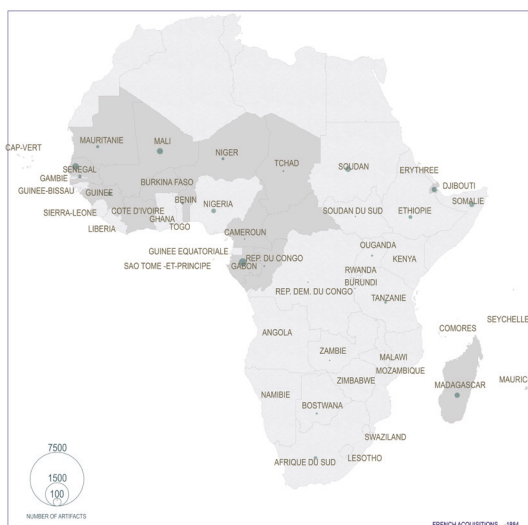 MAURITANIE
MALI
NIGER
TCHAD
SOUDAN
ERYTHREE
CAP-VERT
SENEGAL
GAMBIE
GUINEE-BISSAU
GUINEE
BURKINA FASO
BENIN
NIGERIA
DJIBOUTI
SOMALIE
SIERRA-LEONE
COTE D'IVOIRE
GHANA
TOGO
LIBERIA
CAMEROUN
SOUDAN DU SUD
ETHIOPIE
GUINEE EQUATORIALE
SAO TOME -ET-PRINCIPE
GABON
REP. DU CONGO
OUGANDA
KENYA
RWANDA
BURUNDI
REP. DEM. DU CONGO
TANZANIE
SEYCHELLE
COMORES
ANGOLA
ZAMBIE
MALAWI
MOZAMBIQUE
ZIMBABWE
MADAGASCAR
MAURIC
NAMIBIE
BOSTWANA
SWAZILAND
AFRIQUE DU SUD
LESOTHO
7500
1500
100
NUMBER OF ARTIFACTS
FRENCH ACQUISITIONS